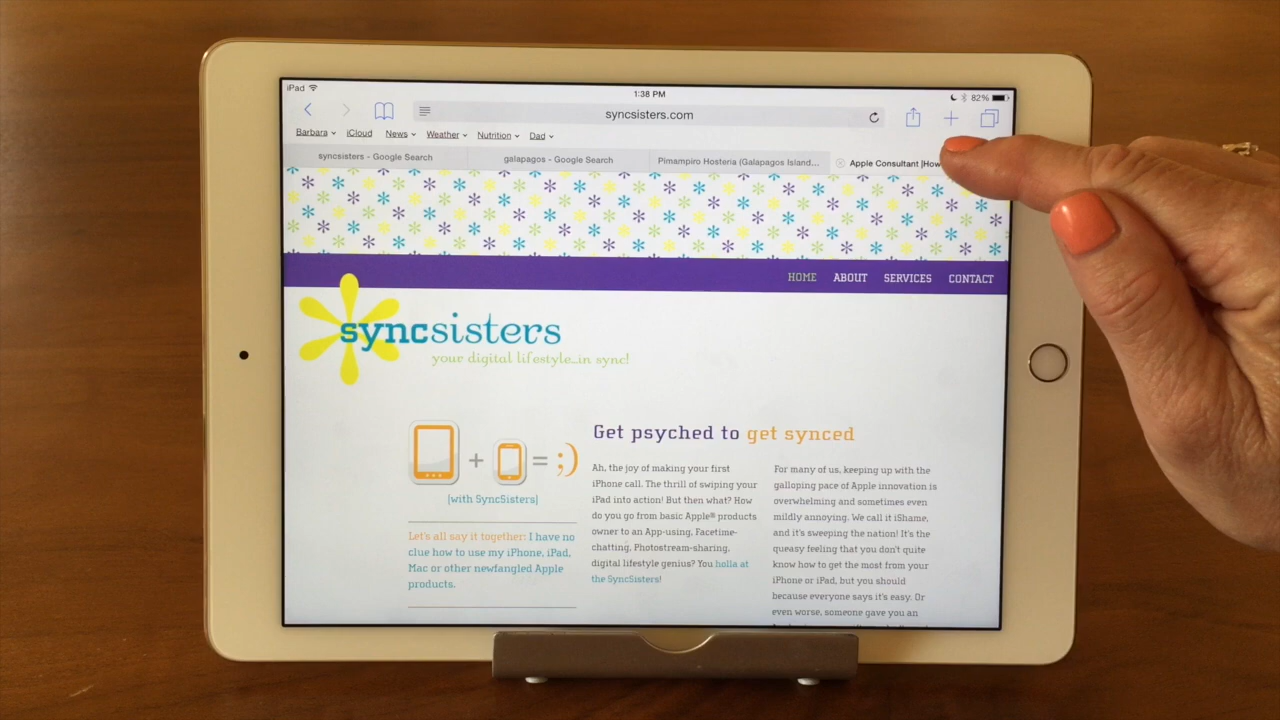 iPad
1:38 PM
82%
syncsisters.com
Barbara iCloud News Weather Nutrition Dad
syncsisters - Google Search
galapagos - Google Search
Pimampiro Hosteria (Galapagos Island...
Apple Consultant |How
HOME ABOUT SERVICES CONTACT
syncsisters
your digital lifestyle...in sync!
+ = ;)
|with SyncSisters|
Let's all say it together: I have no
clue how to use my iPhone, iPad,
Mac or other newfangled Apple
products.
Get psyched to get synced
Ah, the joy of making your first
iPhone call. The thrill of swiping your
iPad into action! But then what? How
do you go from basic Apple® products
owner to an App-using, Facetime-
chatting, Photostream-sharing,
digital lifestyle genius? You holla at
the SyncSisters!
For many of us, keeping up with the
galloping pace of Apple innovation is
overwhelming and sometimes even
mildly annoying. We call it iShame,
and it's sweeping the nation! It's the
queasy feeling that you don't quite
know how to get the most from your
iPhone or iPad, but you should
because everyone says it's easy. Or
even worse, someone gave you an